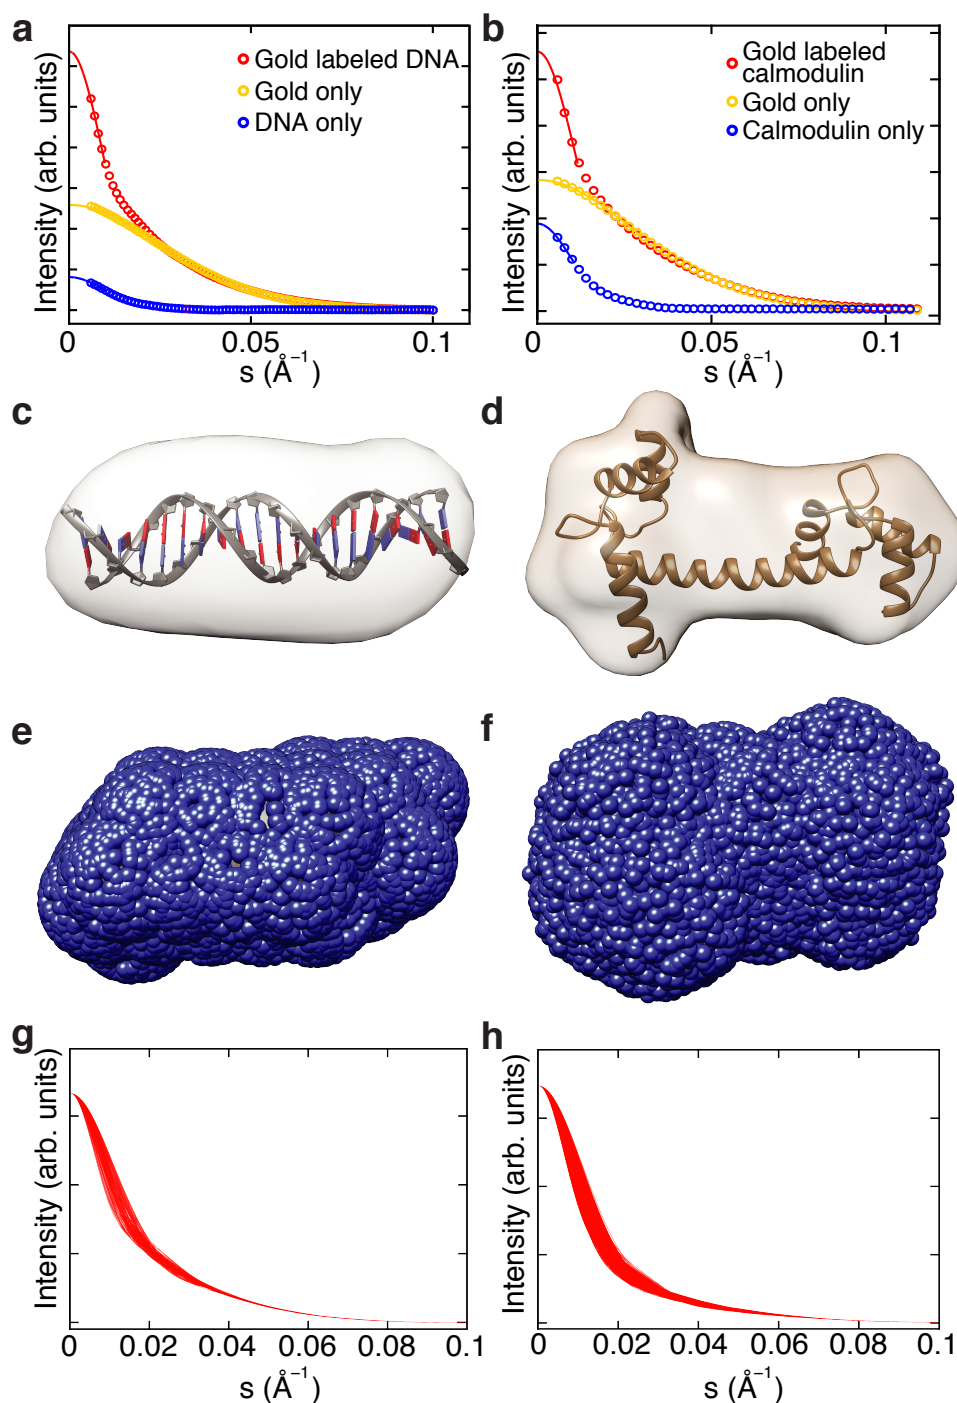 a
Intensity (arb. units)
Gold labeled DNA
Gold only
DNA only
0
0.05
0.1
s (Å⁻¹)
b
Intensity (arb. units)
Gold labeled
calmodulin
Gold only
Calmodulin only
0
0.05
0.1
s (Å⁻¹)
c
d
e
f
g
Intensity (arb. units)
0
0.02
0.04
0.06
0.08
0.1
s (Å⁻¹)
h
Intensity (arb. units)
0
0.02
0.04
0.06
0.08
0.1
s (Å⁻¹)